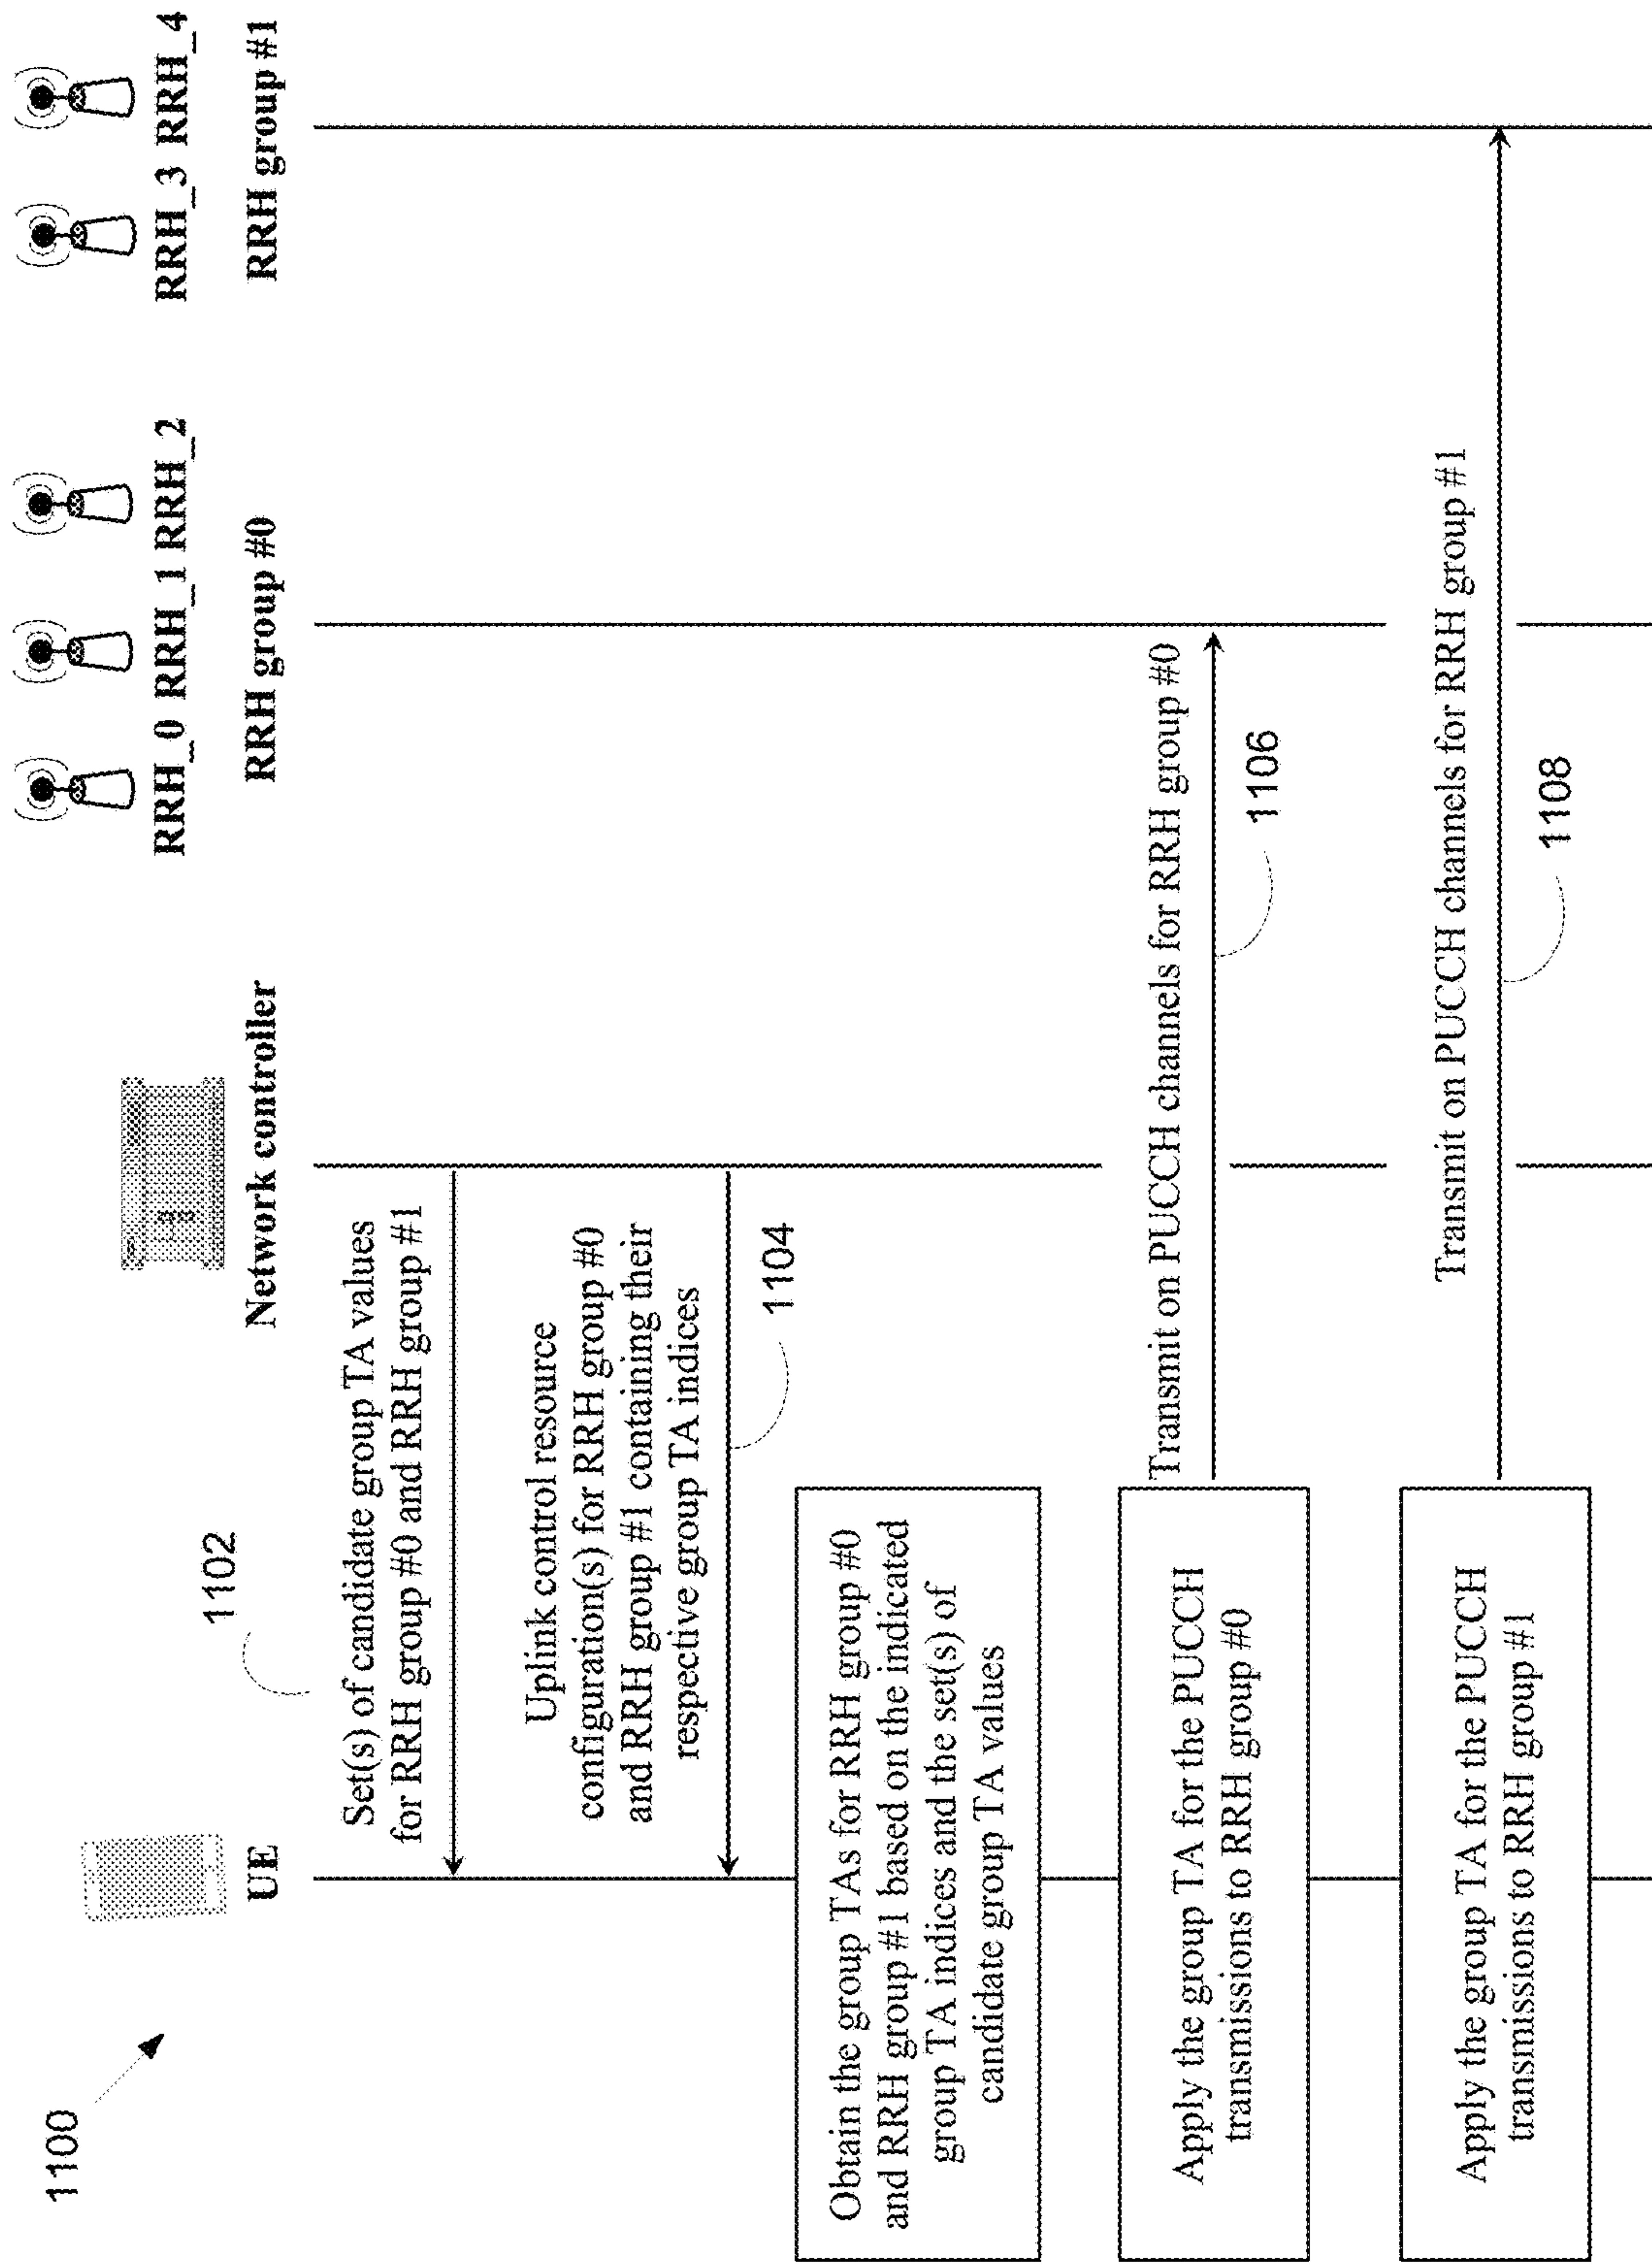 1100
UE
Network controller
RRH_0 RRH_1 RRH_2
RRH group #0
RRH_3 RRH_4
RRH group #1
1102
Set(s) of candidate group TA values
for RRH group #0 and RRH group #1
Uplink control resource
configuration(s) for RRH group #0
and RRH group #1 containing their
respective group TA indices
1104
Obtain the group TAs for RRH group #0
and RRH group #1 based on the indicated
group TA indices and the set(s) of
candidate group TA values
Apply the group TA for the PUCCH
transmissions to RRH group #0
Transmit on PUCCH channels for RRH group #0
1106
Apply the group TA for the PUCCH
transmissions to RRH group #1
Transmit on PUCCH channels for RRH group #1
1108